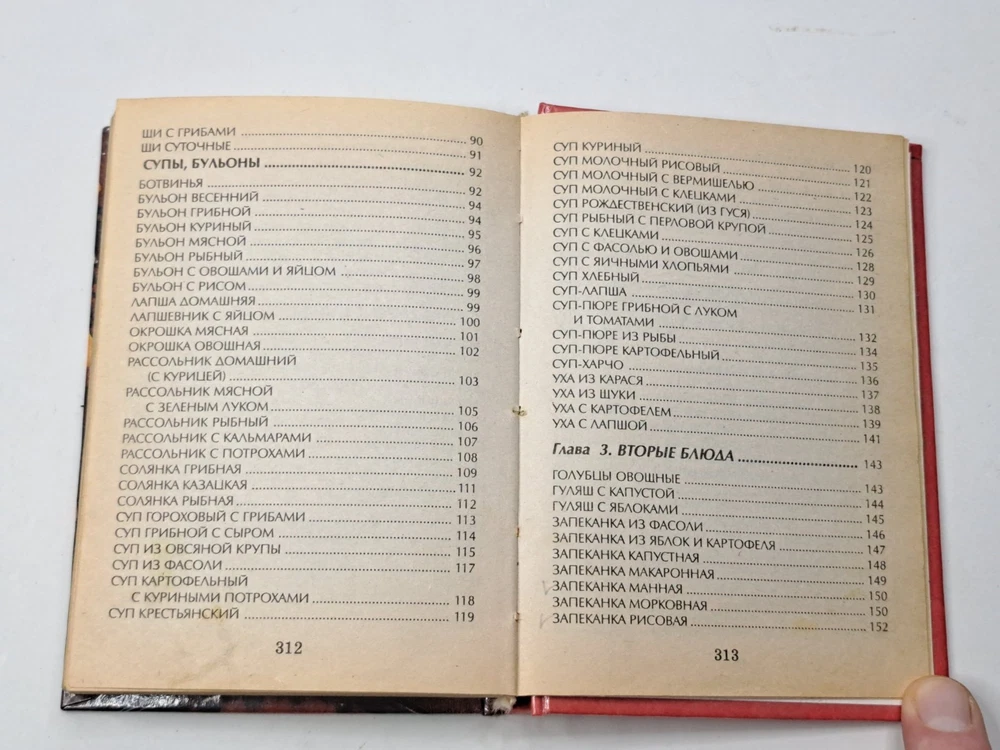 ЩИ С ГРИБАМИ 90
ЩИ СУТОЧНЫЕ 91
СУПЫ, БУЛЬОНЫ 92
БОТВИНЬЯ 92
БУЛЬОН ВЕСЕННИЙ 94
БУЛЬОН ГРИБНОЙ 94
БУЛЬОН КУРИНЫЙ 95
БУЛЬОН МЯСНОЙ 96
БУЛЬОН РЫБНЫЙ 97
БУЛЬОН С ОВОЩАМИ И ЯЙЦОМ 98
БУЛЬОН С РИСОМ 99
ЛАПША ДОМАШНЯЯ 99
ЛАПШЕВНИК С ЯЙЦОМ 100
ОКРОШКА МЯСНАЯ 101
ОКРОШКА ОВОЩНАЯ 102
РАССОЛЬНИК ДОМАШНИЙ
(С КУРИЦЕЙ) 103
РАССОЛЬНИК МЯСНОЙ
С ЗЕЛЕНЫМ ЛУКОМ 105
РАССОЛЬНИК РЫБНЫЙ 106
РАССОЛЬНИК С КАЛЬМАРАМИ 107
РАССОЛЬНИК С ПОТРОХАМИ 108
СОЛЯНКА ГРИБНАЯ 109
СОЛЯНКА КАЗАЦКАЯ 111
СОЛЯНКА РЫБНАЯ 112
СУП ГОРОХОВЫЙ С ГРИБАМИ 113
СУП ГРИБНОЙ С СЫРОМ 114
СУП ИЗ ОВСЯНОЙ КРУПЫ 115
СУП ИЗ ФАСОЛИ 117
СУП КАРТОФЕЛЬНЫЙ
С КУРИНЫМИ ПОТРОХАМИ 118
СУП КРЕСТЬЯНСКИЙ 119
312
СУП КУРИНЫЙ 120
СУП МОЛОЧНЫЙ РИСОВЫЙ 121
СУП МОЛОЧНЫЙ С ВЕРМИШЕЛЬЮ 122
СУП МОЛОЧНЫЙ С КЛЕЦКАМИ 123
СУП РОЖДЕСТВЕНСКИЙ (ИЗ ГУСЯ) 124
СУП РЫБНЫЙ С ПЕРЛОВОЙ КРУПОЙ 125
СУП С КЛЕЦКАМИ 126
СУП С ФАСОЛЬЮ И ОВОЩАМИ 128
СУП С ЯИЧНЫМИ ХЛОПЬЯМИ 129
СУП ХЛЕБНЫЙ 130
СУП-ЛАПША 131
СУП-ПЮРЕ ГРИБНОЙ С ЛУКОМ
И ТОМАТАМИ 132
СУП-ПЮРЕ ИЗ РЫБЫ 134
СУП-ПЮРЕ КАРТОФЕЛЬНЫЙ 135
СУП-ХАРЧО 136
УХА ИЗ КАРАСЯ 137
УХА ИЗ ЩУКИ 138
УХА С КАРТОФЕЛЕМ 139
УХА С ЛАПШОЙ 141
Глава 3. ВТОРЫЕ БЛЮДА 143
ГОЛУБЦЫ ОВОЩНЫЕ 143
ГУЛЯШ С КАПУСТОЙ 144
ГУЛЯШ С ЯБЛОКАМИ 145
ЗАПЕКАНКА ИЗ ФАСОЛИ 146
ЗАПЕКАНКА ИЗ ЯБЛОК И КАРТОФЕЛЯ 147
ЗАПЕКАНКА КАПУСТНАЯ 148
ЗАПЕКАНКА МАКАРОННАЯ 149
ЗАПЕКАНКА МАННАЯ 150
ЗАПЕКАНКА МОРКОВНАЯ 150
ЗАПЕКАНКА РИСОВАЯ 152
313